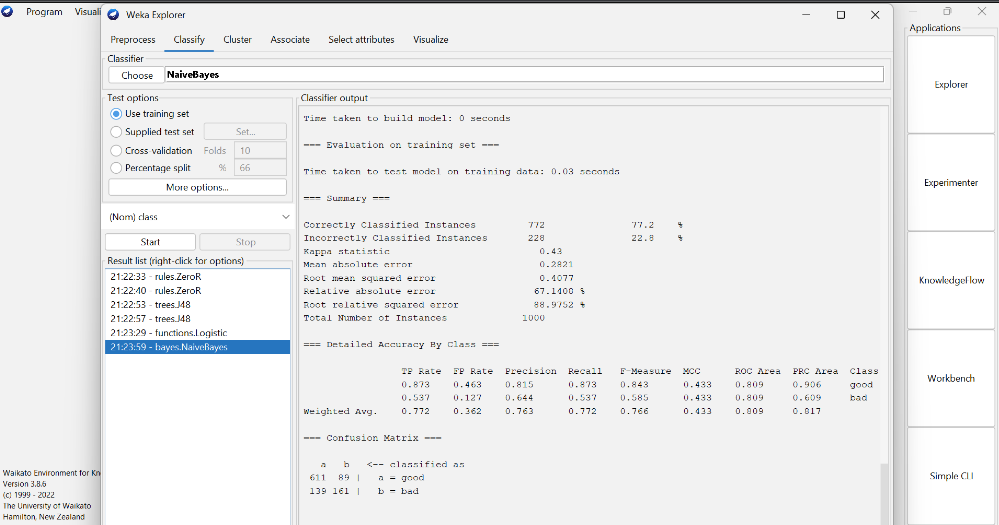 Program Visuali
Weka Explorer
Applications
Preprocess Classify Cluster Associate Select attributes Visualize
Classifier
Choose NaiveBayes
Test options
Use training set
Supplied test set Set...
Cross-validation Folds 10
Percentage split % 66
More options...
(Nom) class
Start Stop
Result list (right-click for options)
21:22:33 - rules.ZeroR
21:22:40 - rules.ZeroR
21:22:53 - trees.J48
21:22:57 - trees.J48
21:23:29 - functions.Logistic
21:23:59 - bayes.NaiveBayes
Classifier output
Time taken to build model: 0 seconds
=== Evaluation on training set ===
Time taken to test model on training data: 0.03 seconds
=== Summary ===
Correctly Classified Instances 772 77.2 %
Incorrectly Classified Instances 228 22.8 %
Kappa statistic 0.43
Mean absolute error 0.2821
Root mean squared error 0.4077
Relative absolute error 67.1408 %
Root relative squared error 88.9752 %
Total Number of Instances 1000
=== Detailed Accuracy By Class ===
TP Rate FP Rate Precision Recall F-Measure MCC ROC Area PRC Area Class
0.873 0.463 0.815 0.873 0.843 0.433 0.809 0.906 good
0.537 0.127 0.644 0.537 0.585 0.433 0.809 0.609 bad
Weighted Avg. 0.772 0.362 0.763 0.772 0.766 0.433 0.809 0.817
=== Confusion Matrix ===
a b <-- classified as
611 89 | a = good
139 161 | b = bad
Explorer
Experimenter
KnowledgeFlow
Workbench
Simple CLI
Waikato Environment for Kn
Version 3.8.6
(c) 1999 - 2022
The University of Waikato
Hamilton, New Zealand